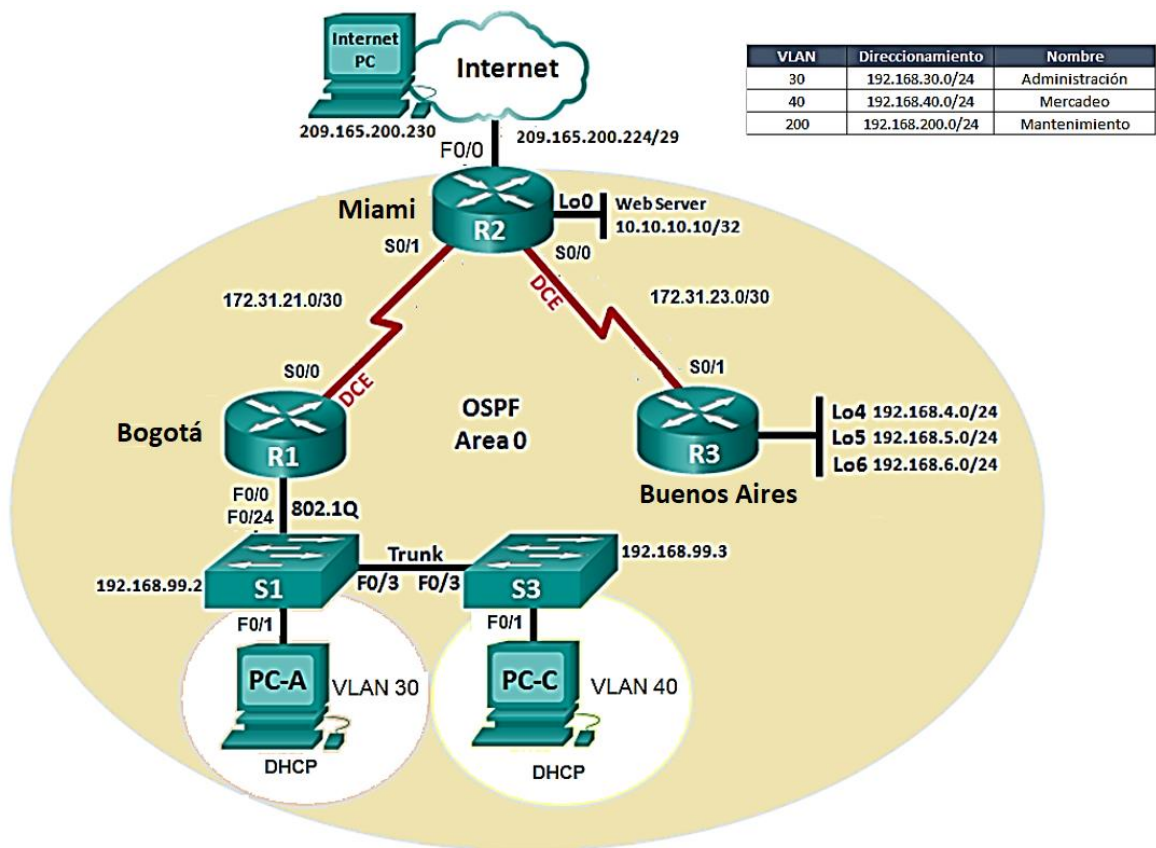 Internet
PC
Internet
209.165.200.230
209.165.200.224/29
F0/0
VLAN Direccionamiento Nombre
30 192.168.30.0/24 Administración
40 192.168.40.0/24 Mercadeo
200 192.168.200.0/24 Mantenimiento
Miami
R2
Lo0
Web Server
10.10.10.10/32
S0/1
S0/0
DCE
172.31.21.0/30
172.31.23.0/30
S0/0
DCE
S0/1
Bogotá
R1
OSPF
Area 0
R3
Buenos Aires
Lo4 192.168.4.0/24
Lo5 192.168.5.0/24
Lo6 192.168.6.0/24
F0/0
F0/24
802.1Q
192.168.99.2
S1
Trunk
F0/3
F0/3
S3
192.168.99.3
F0/1
F0/1
PC-A
VLAN 30
DHCP
PC-C
VLAN 40
DHCP